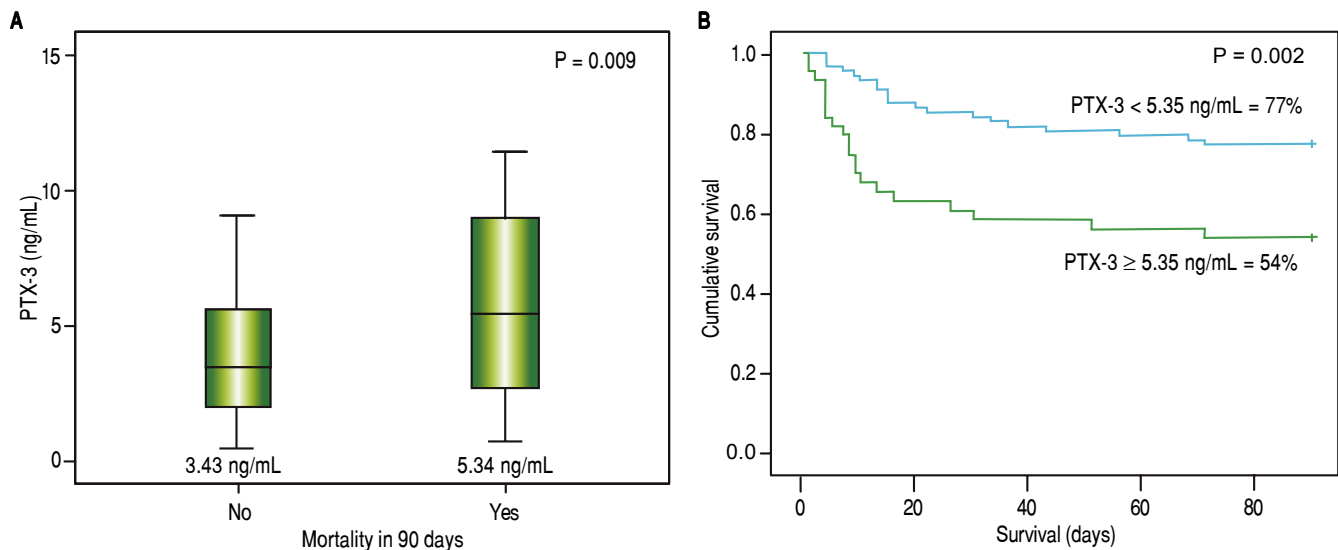 A
15
P = 0.009
10
PTX-3 (ng/mL)
5
0
3.43 ng/mL
5.34 ng/mL
No
Yes
Mortality in 90 days
B
1.0
P = 0.002
PTX-3 < 5.35 ng/mL = 77%
0.8
Cumulative survival
0.6
PTX-3 ≥ 5.35 ng/mL = 54%
0.4
0.2
0.0
0 20 40 60 80
Survival (days)